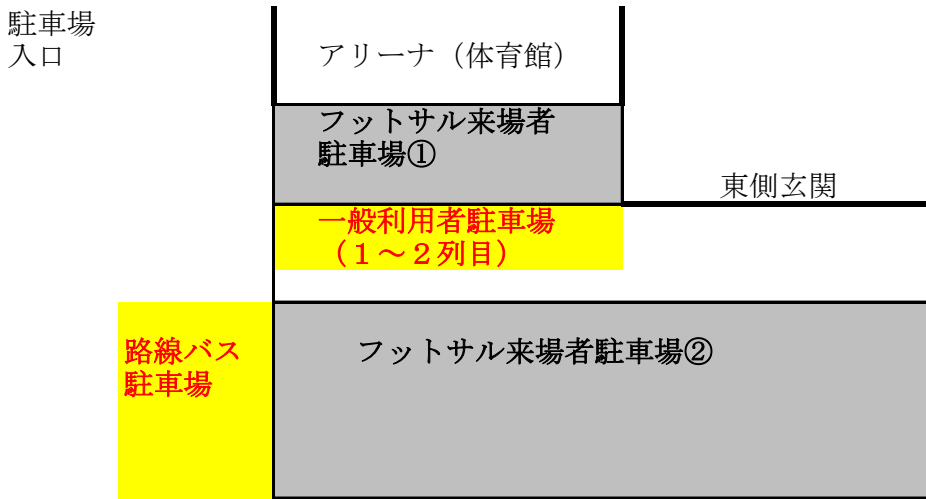 駐車場
入口
アリーナ（体育館）
フットサル来場者
駐車場①
東側玄関
一般利用者駐車場
（１～２列目）
路線バス
駐車場
フットサル来場者駐車場②